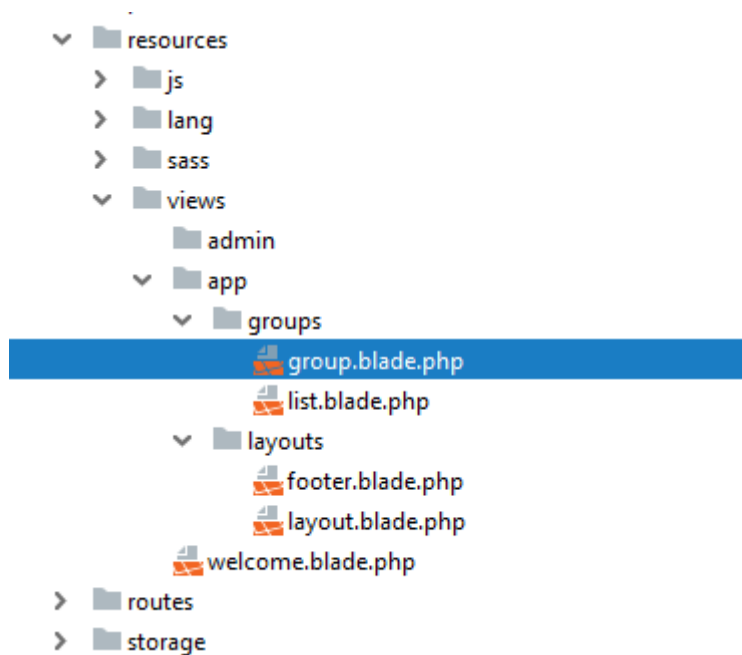 resources
js
lang
sass
views
admin
app
groups
group.blade.php
list.blade.php
layouts
footer.blade.php
layout.blade.php
welcome.blade.php
routes
storage